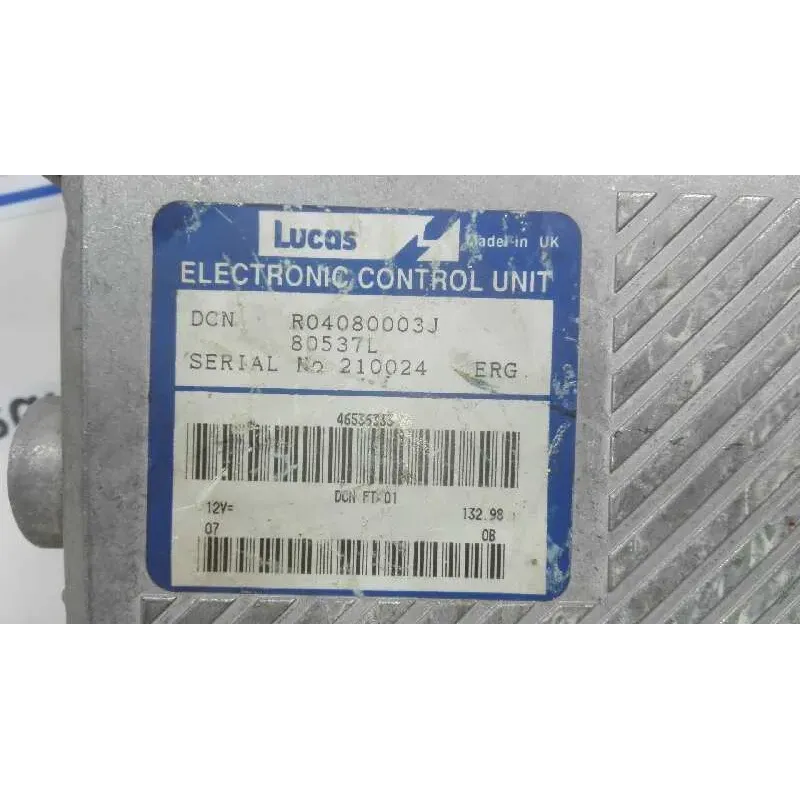 Lucas Made in UK
ELECTRONIC CONTROL UNIT
DCN R04080003J
80537L
SERIAL No 210024 ERG
46536333
DCN FT-01
12V= 132.98
07 0B